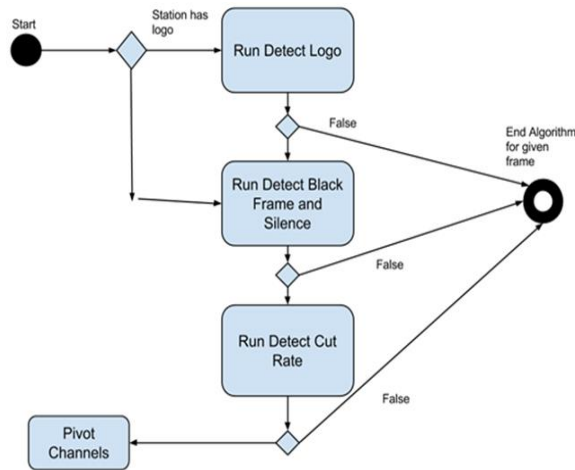 Start
Station has
logo
Run Detect Logo
False
End Algorithm
for given
frame
Run Detect Black
Frame and
Silence
False
Run Detect Cut
Rate
False
Pivot
Channels